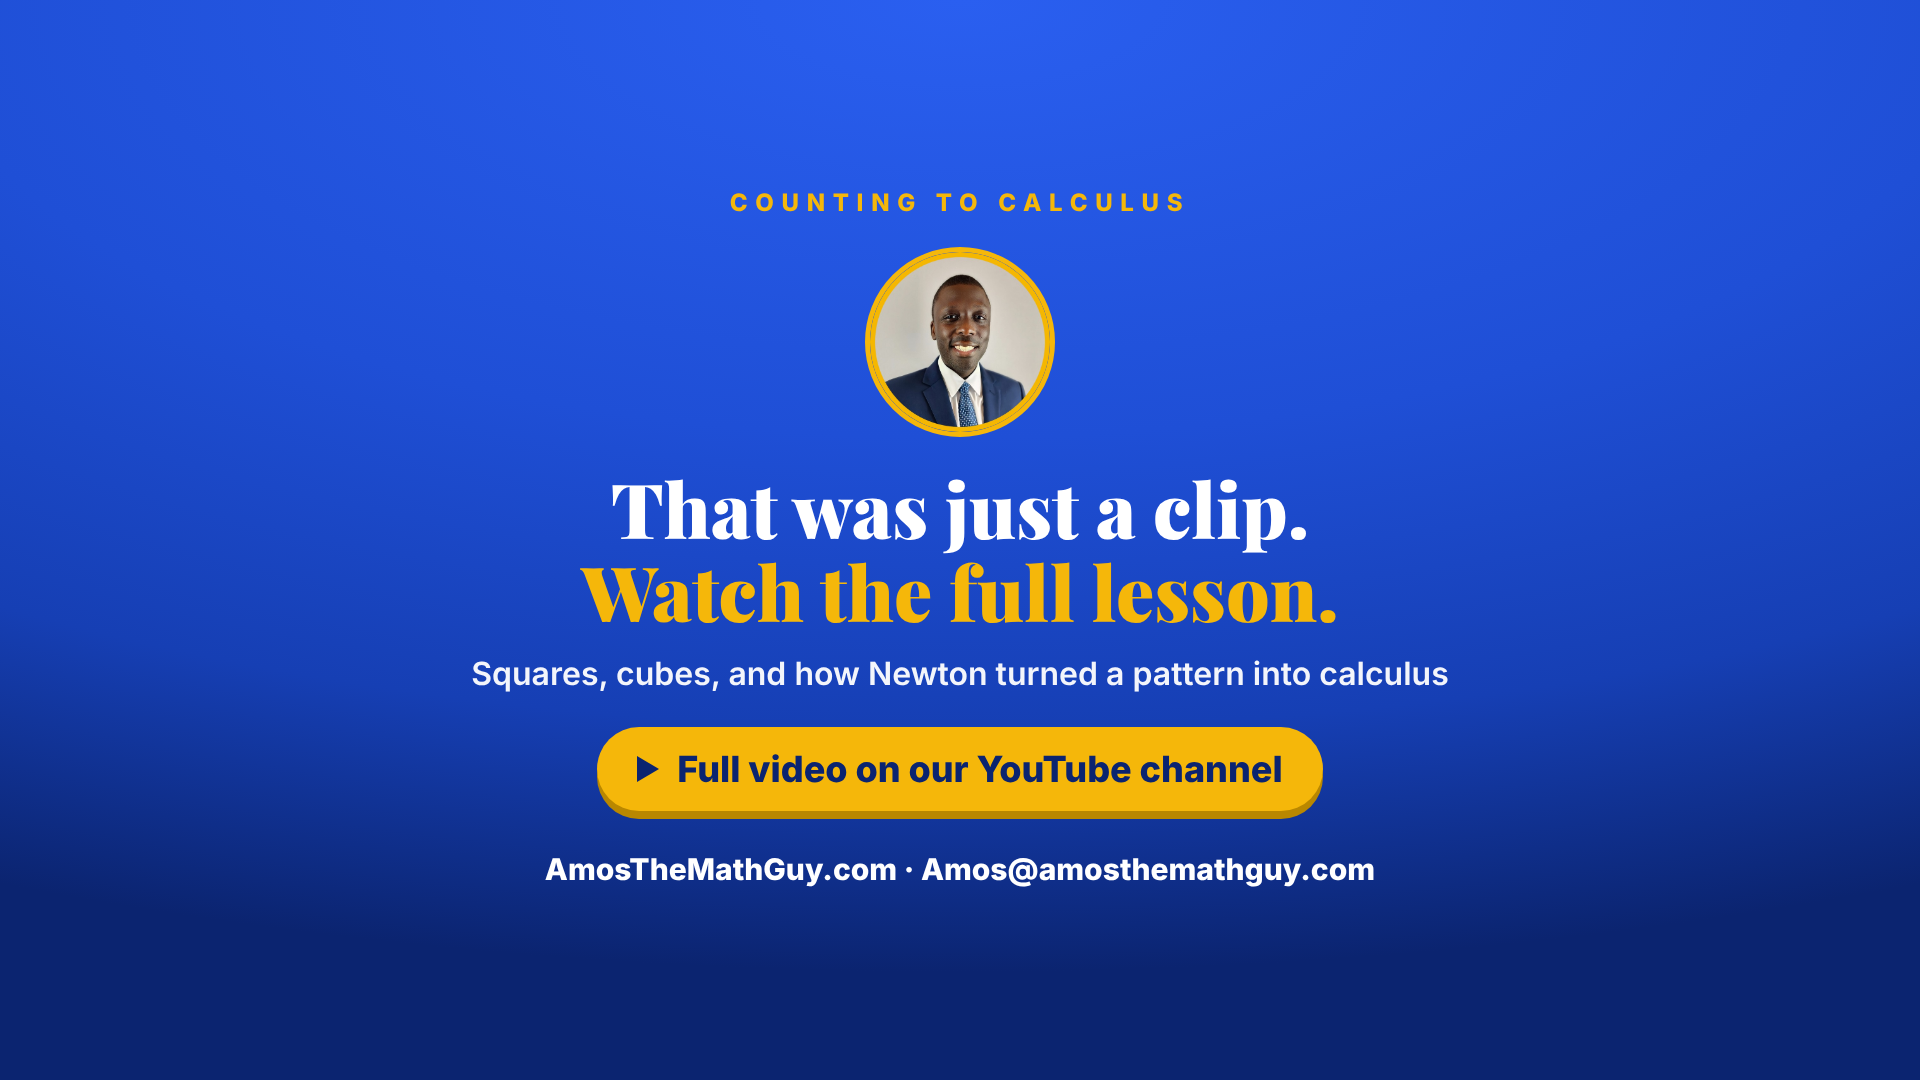 COUNTING TO CALCULUS
That was just a clip.
Watch the full lesson.
Squares, cubes, and how Newton turned a pattern into calculus
Full video on our YouTube channel
AmosTheMathGuy.com · Amos@amosthemathguy.com